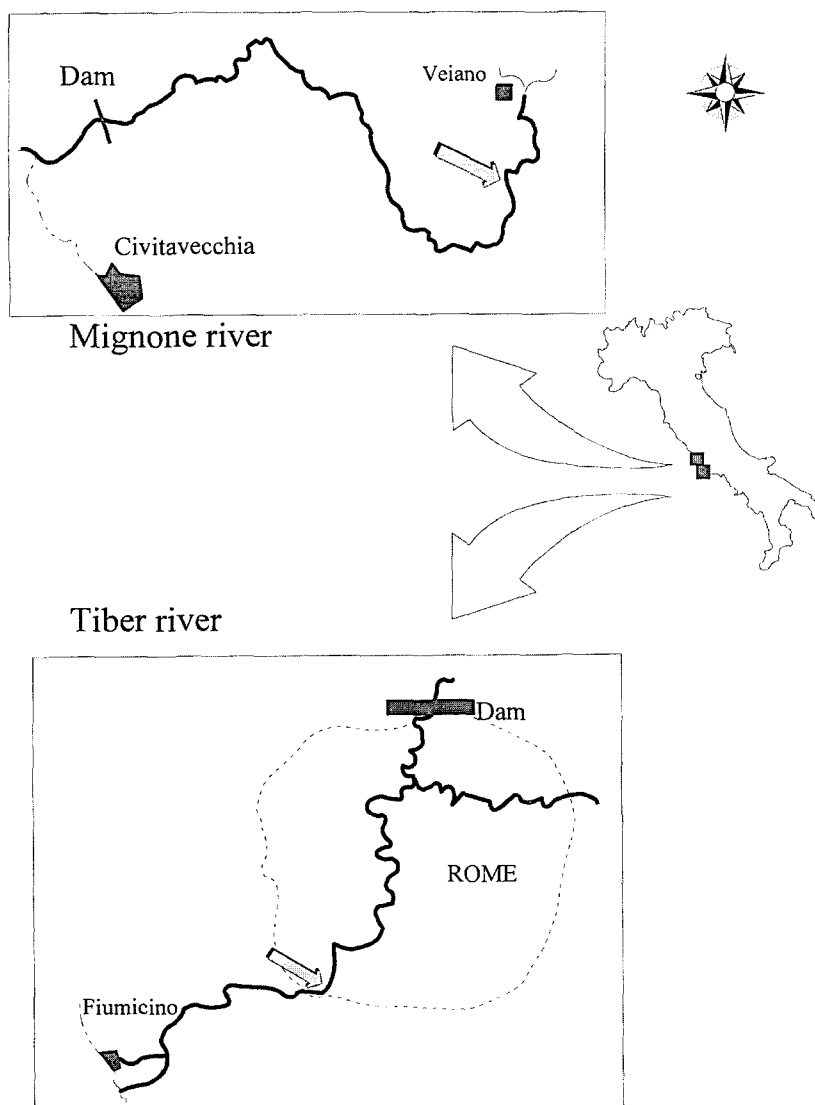 Dam
Veiano
Civitavecchia
Mignone river
Tiber river
Dam
ROME
Fiumicino